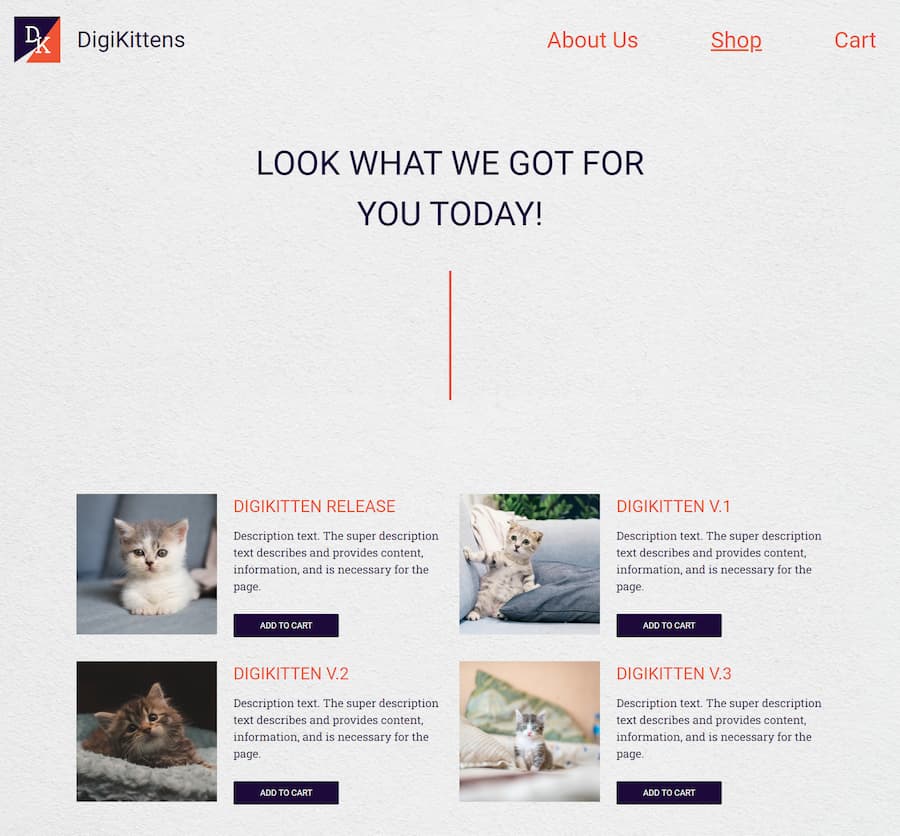 DK
DigiKittens
About Us
Shop
Cart
LOOK WHAT WE GOT FOR
YOU TODAY!
DIGIKITTEN RELEASE
Description text. The super description
text describes and provides content,
information, and is necessary for the
page.
ADD TO CART
DIGIKITTEN V.1
Description text. The super description
text describes and provides content,
information, and is necessary for the
page.
ADD TO CART
DIGIKITTEN V.2
Description text. The super description
text describes and provides content,
information, and is necessary for the
page.
ADD TO CART
DIGIKITTEN V.3
Description text. The super description
text describes and provides content,
information, and is necessary for the
page.
ADD TO CART